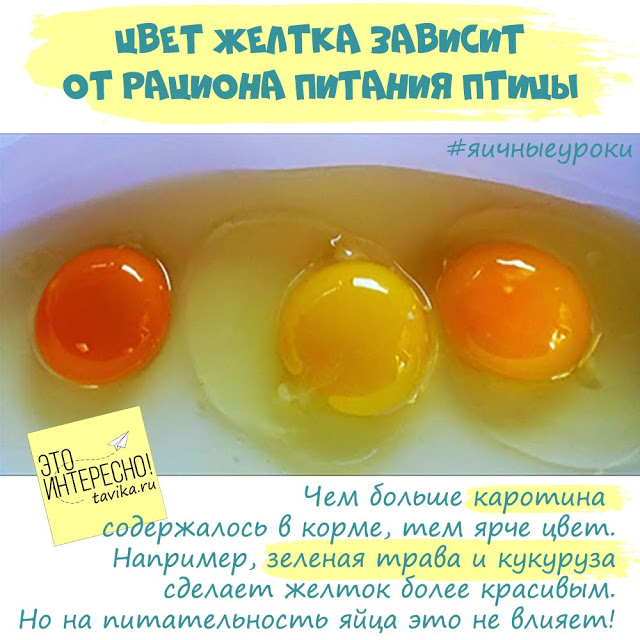 ЦВЕТ ЖЕЛТКА ЗАВИСИТ
ОТ РАЦИОНА ПИТАНИЯ ПТИЦЫ
#яичныеуроки
ЭТО
ИНТЕРЕСНО!
tavika.ru
Чем больше каротина
содержалось в корме, тем ярче цвет.
Например, зеленая трава и кукуруза
сделает желток более красивым.
Но на питательность яйца это не влияет!